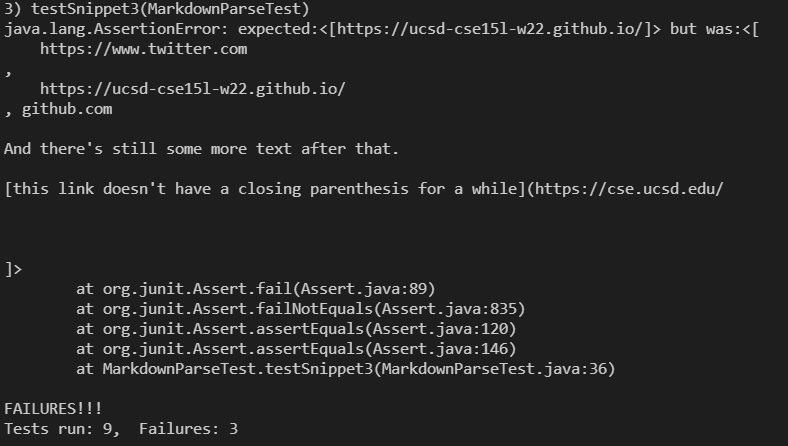 3) testSnippet3(MarkdownParseTest)
java.lang.AssertionError: expected:<[https://ucsd-cse15l-w22.github.io/]> but was:<[
    https://www.twitter.com
,
    https://ucsd-cse15l-w22.github.io/
, github.com

And there's still some more text after that.

[this link doesn't have a closing parenthesis for a while](https://cse.ucsd.edu/



]>
        at org.junit.Assert.fail(Assert.java:89)
        at org.junit.Assert.failNotEquals(Assert.java:835)
        at org.junit.Assert.assertEquals(Assert.java:120)
        at org.junit.Assert.assertEquals(Assert.java:146)
        at MarkdownParseTest.testSnippet3(MarkdownParseTest.java:36)

FAILURES!!!
Tests run: 9,  Failures: 3